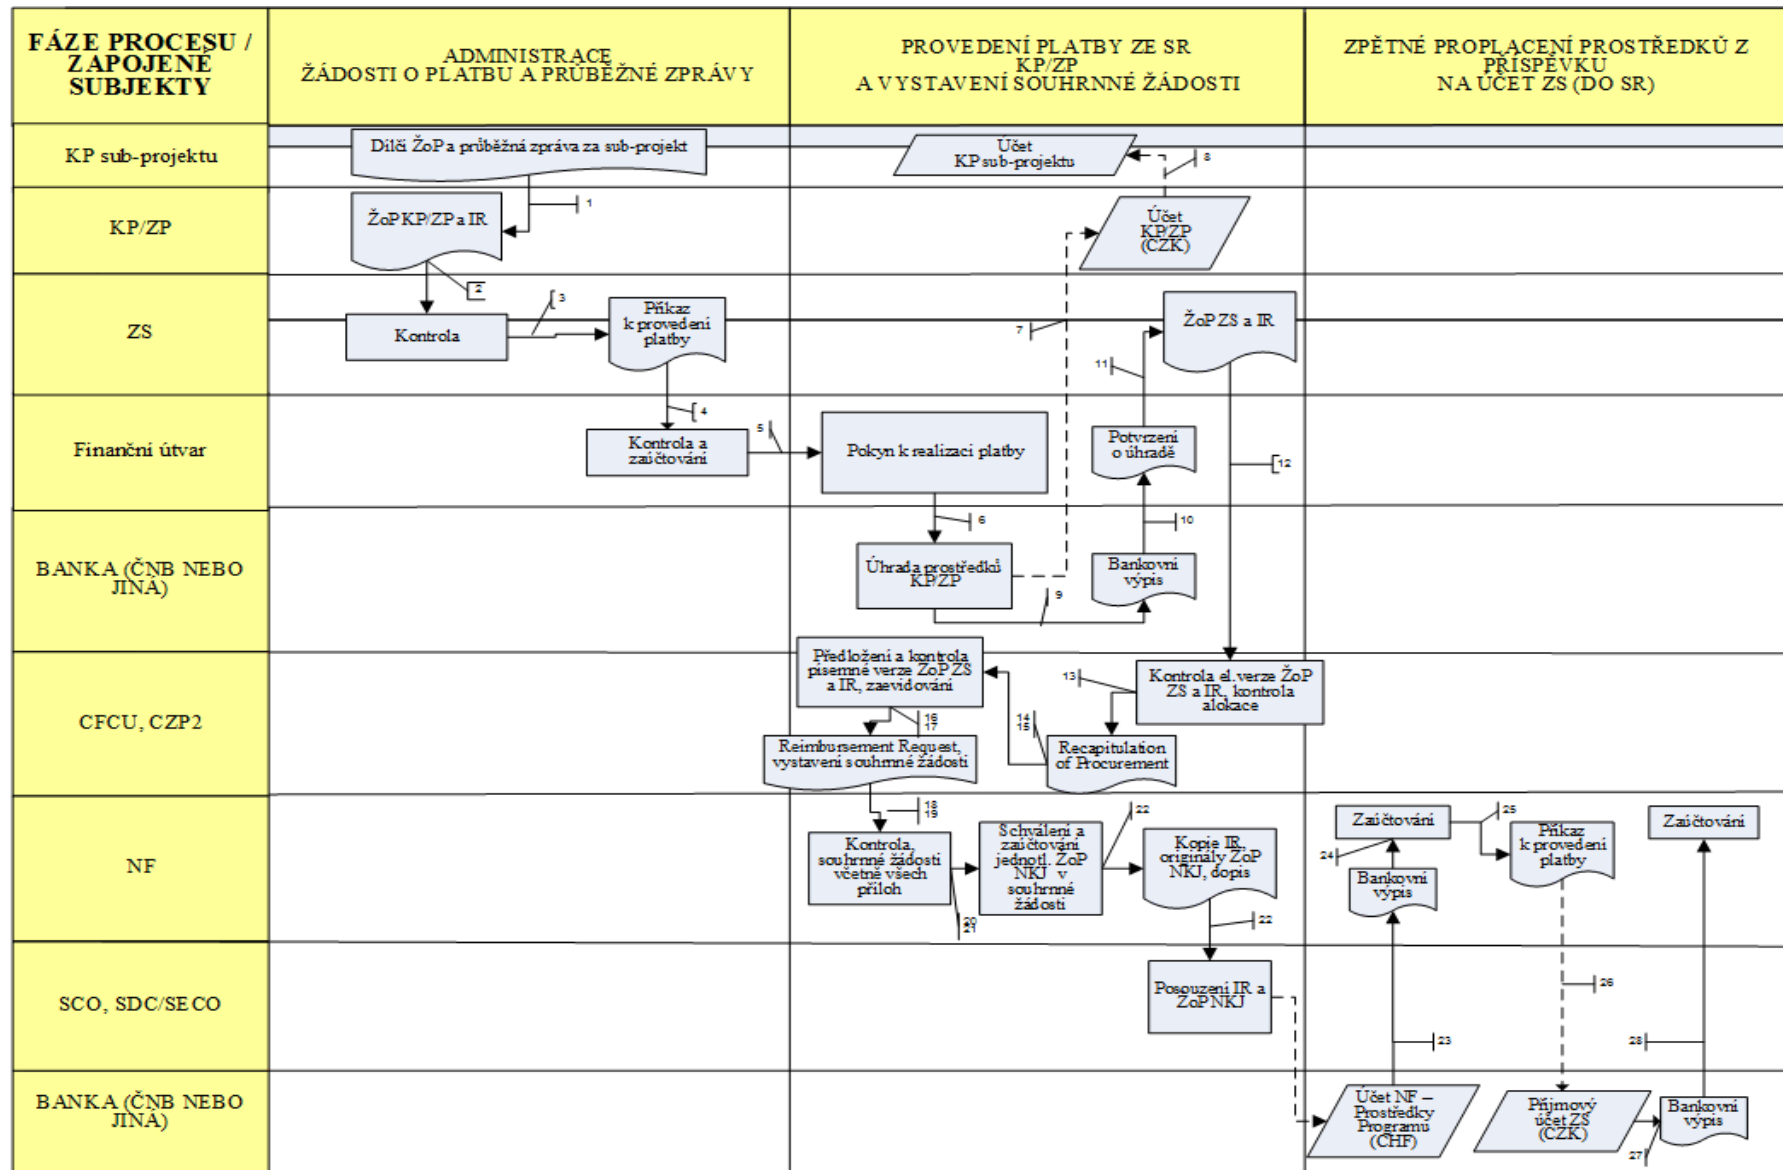 FÁZE PROCESU /
ZAPOJENÉ
SUBJEKTY
ADMINISTRACE
ŽÁDOSTI O PLATBU A PRŮBĚŽNÉ ZPRÁVY
PROVEDENÍ PLATBY ZE SR
KP/ZP
A VYSTAVENÍ SOUHRNNÉ ŽÁDOSTI
ZPĚTNÉ PROPLACENÍ PROSTŘEDKŮ Z
PŘÍSPĚVKU
NA ÚČET ZS (DO SR)
KP sub-projektu
Dílčí ŽoP a průběžná zpráva za sub-projekt
Účet
KP sub-projektu
8
KP/ZP
ŽoP KP/ZP a IR
1
Účet
KP/ZP
(CZK)
2
ZS
Kontrola
3
Příkaz
k provedení
platby
7
ŽoP ZS a IR
11
4
Finanční útvar
Kontrola a
zaúčtování
5
Pokyn k realizaci platby
Potvrzení
o úhradě
12
6
10
BANKA (ČNB NEBO
JINÁ)
Úhrada prostředků
KP/ZP
Bankovní
výpis
9
CFCU, CZP2
Předložení a kontrola
písemné verze ŽoP ZS
a IR, zaevidování
13
Kontrola el. verze ŽoP
ZS a IR, kontrola
alokace
16
17
14
15
Reimbursement Request,
vystavení souhrnné žádosti
Recapitulation
of Procurement
18
19
NF
Kontrola,
souhrnné žádosti
včetně všech
příloh
20
21
Schválení a
zaúčtování
jednotl. ŽoP
NKJ v
souhrnné
žádosti
22
Kopie IR,
originály ŽoP
NKJ, dopis
22
Zaúčtování
25
24
Bankovní
výpis
Příkaz
k provedení
platby
Zaúčtování
SCO, SDC/SECO
Posouzení IR a
ŽoP NKJ
23
26
28
BANKA (ČNB NEBO
JINÁ)
Účet NF –
Prostředky
Programu
(CHF)
Příjmový
účet ZS
(CZK)
27
Bankovní
výpis